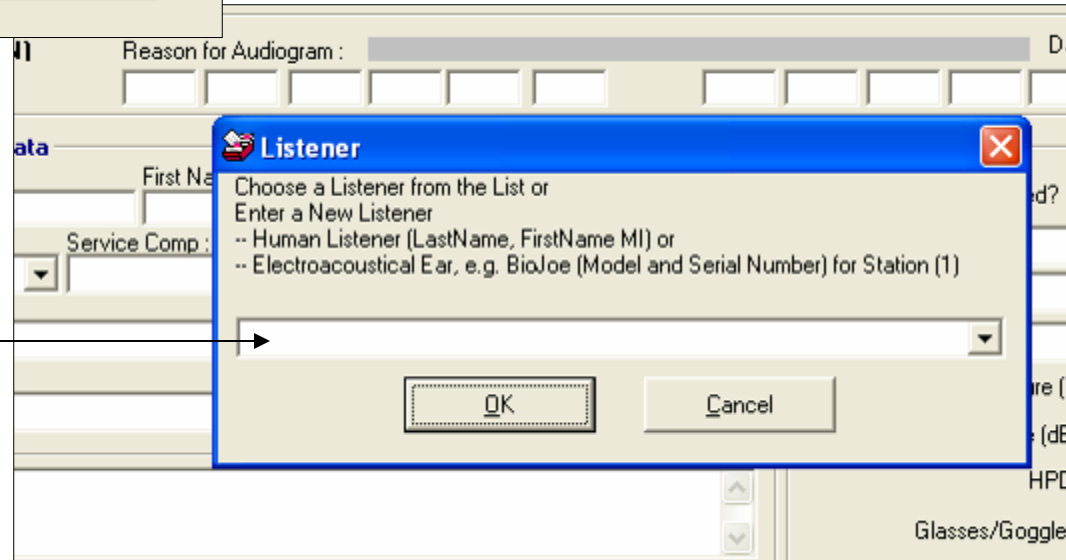 Reason for Audiogram :
ata
Listener
First Na
Choose a Listener from the List or
Enter a New Listener
-- Human Listener (LastName, FirstName MI) or
-- Electroacoustical Ear, e.g. BioJoe (Model and Serial Number) for Station (1)
ed?
Service Comp :
OK
Cancel
re (
(dB
HPD
Glasses/Goggle